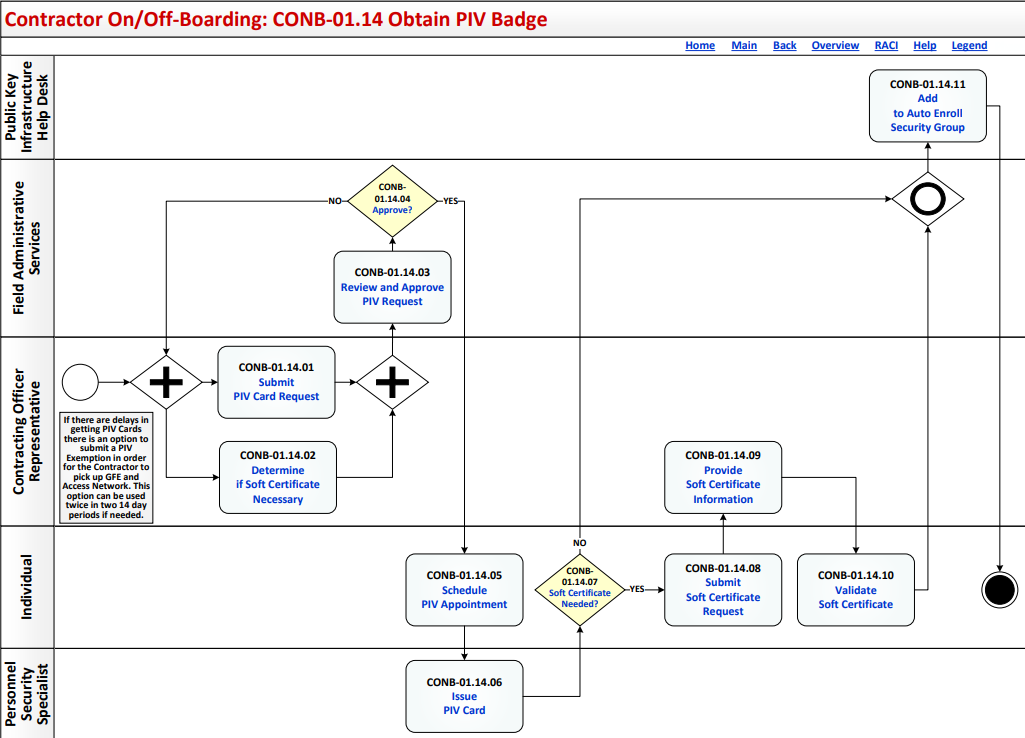 Contractor On/Off-Boarding: CONB-01.14 Obtain PIV Badge
Home Main Back Overview RACI Help Legend
Public Key
Infrastructure
Help Desk
CONB-01.14.11
Add
to Auto Enroll
Security Group
Field Administrative
Services
CONB-
01.14.04
Approve?
NO
YES
CONB-01.14.03
Review and Approve
PIV Request
Contracting Officer
Representative
CONB-01.14.01
Submit
PIV Card Request
If there are delays in
getting PIV Cards
there is an option to
submit a PIV
Exemption in order
for the Contractor to
pick up GFE and
Access Network. This
option can be used
twice in two 14 day
periods if needed.
CONB-01.14.02
Determine
if Soft Certificate
Necessary
CONB-01.14.09
Provide
Soft Certificate
Information
Individual
CONB-01.14.05
Schedule
PIV Appointment
NO
CONB-
01.14.07
Soft Certificate
Needed?
YES
CONB-01.14.08
Submit
Soft Certificate
Request
CONB-01.14.10
Validate
Soft Certificate
Personnel
Security
Specialist
CONB-01.14.06
Issue
PIV Card